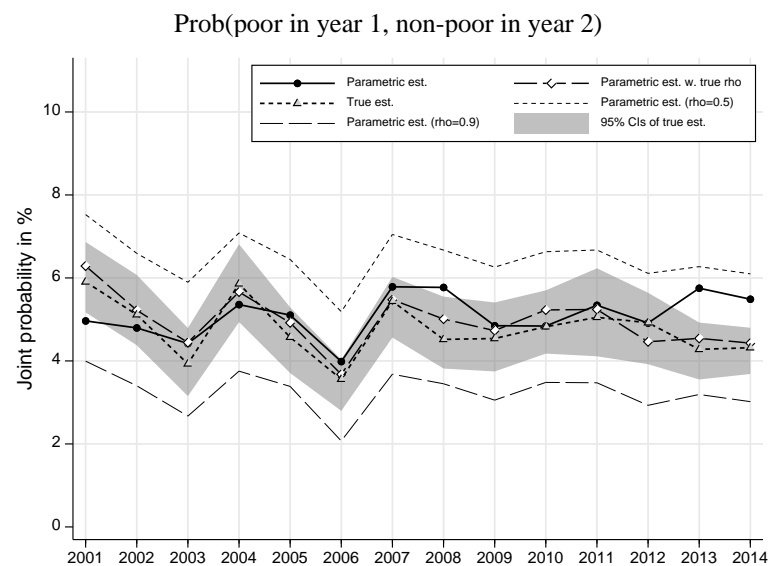 Prob(poor in year 1, non-poor in year 2)
Parametric est.
Parametric est. w. true rho
True est.
Parametric est. (rho=0.5)
Parametric est. (rho=0.9)
95% CIs of true est.
Joint probability in %
10
8
6
4
2
0
2001 2002 2003 2004 2005 2006 2007 2008 2009 2010 2011 2012 2013 2014